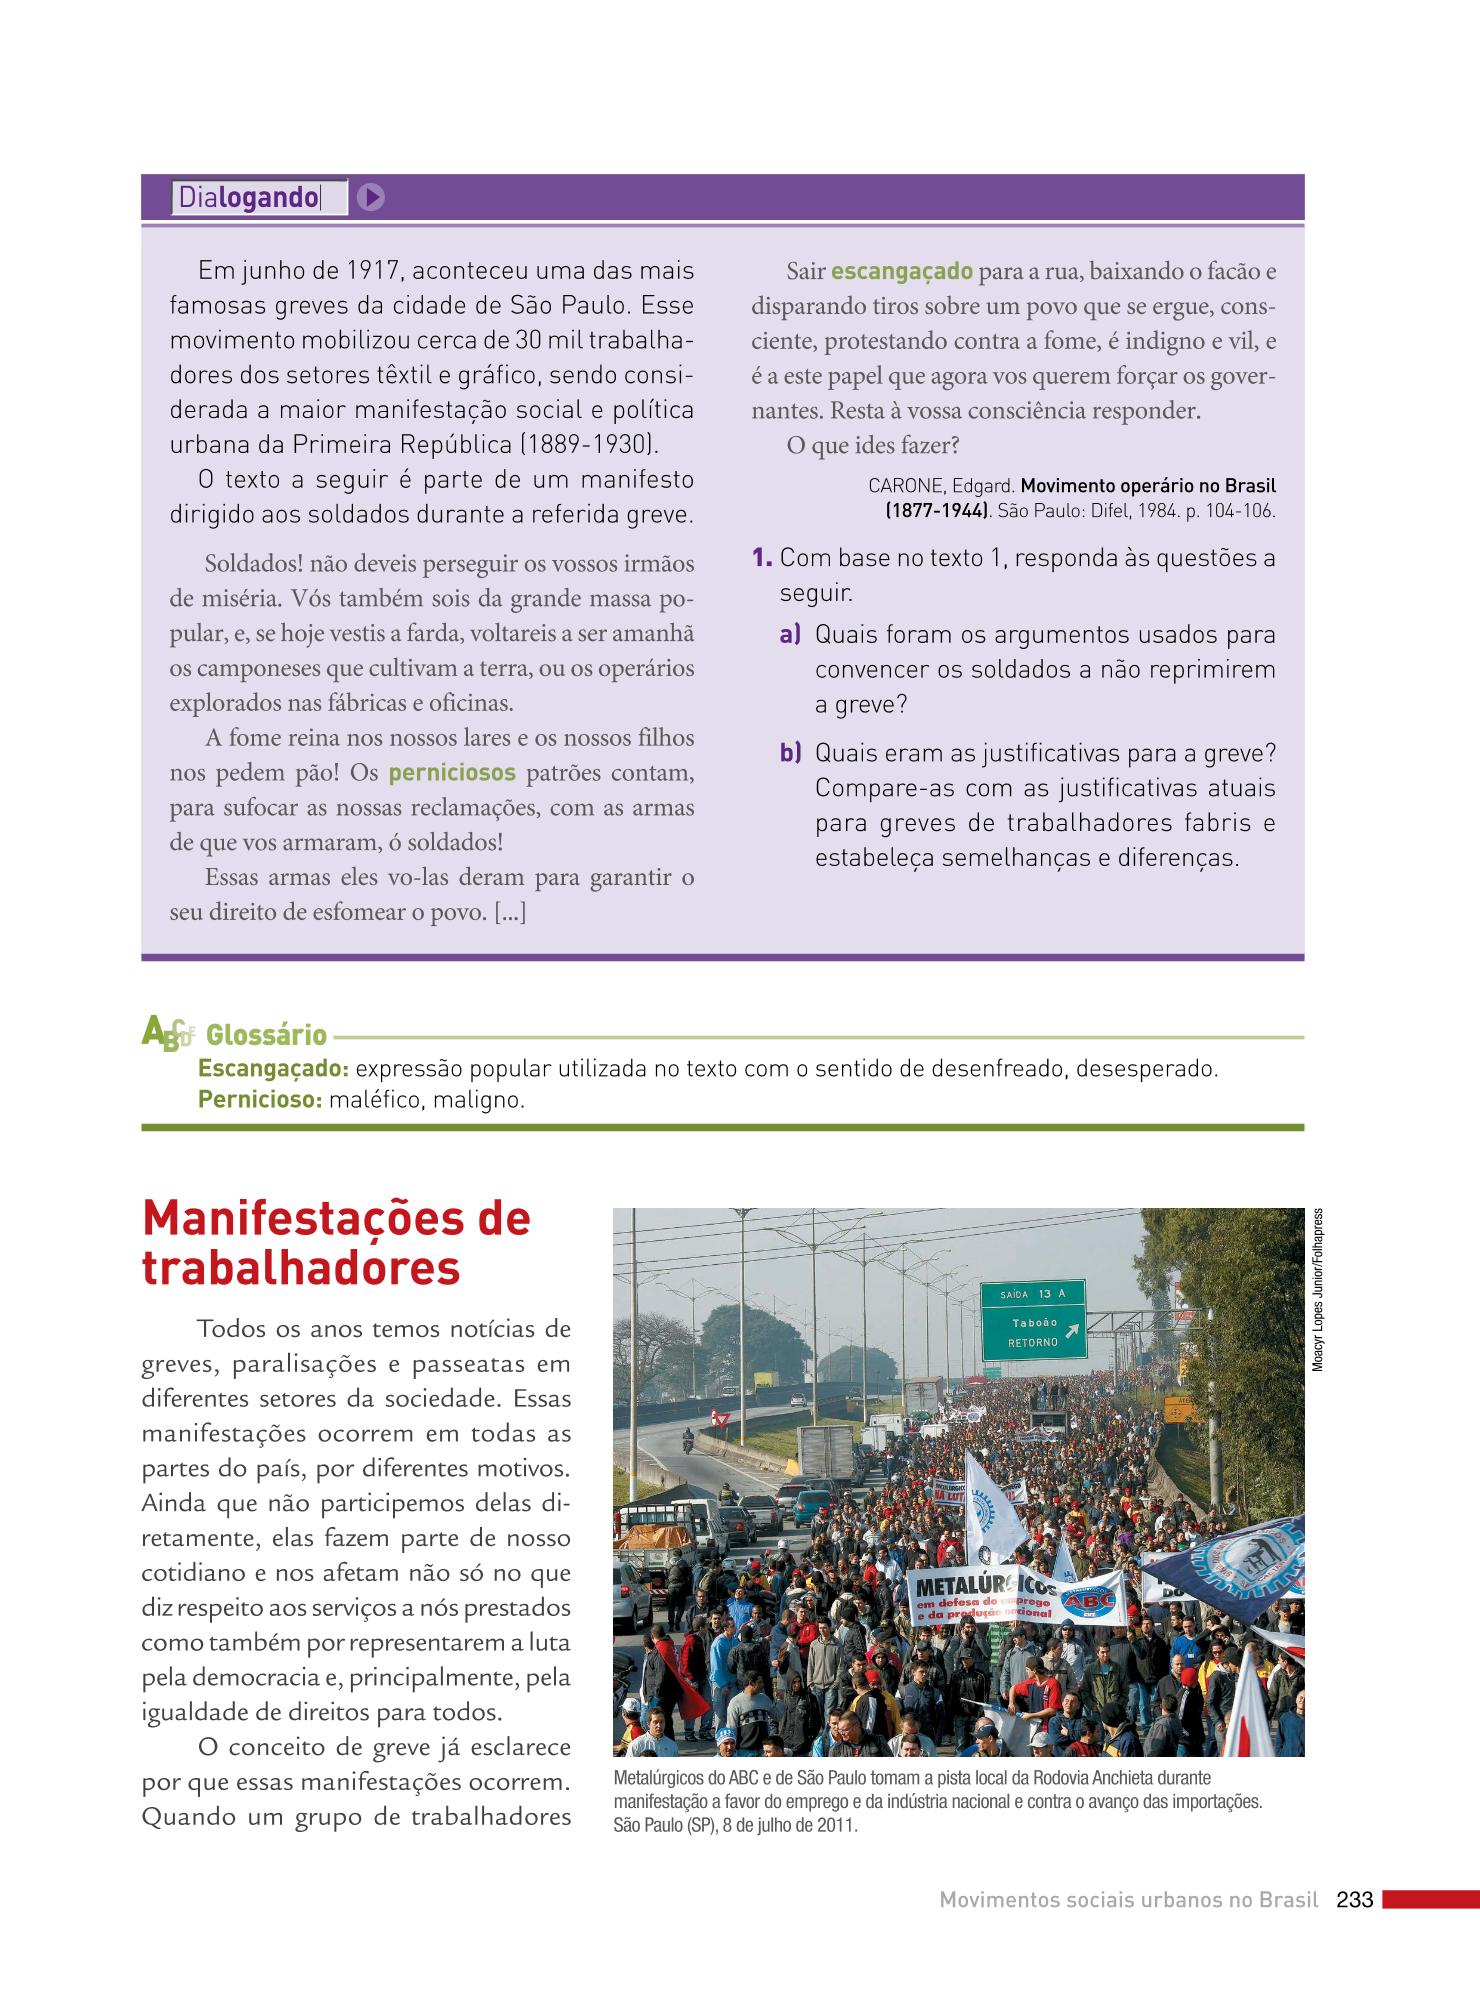 Dialogando
Em junho de 1917, aconteceu uma das mais
famosas greves da cidade de São Paulo. Esse
movimento mobilizou cerca de 30 mil trabalha-
dores dos setores têxtil e gráfico, sendo consi-
derada a maior manifestação social e política
urbana da Primeira República (1889-1930).
O texto a seguir é parte de um manifesto
dirigido aos soldados durante a referida greve.
Soldados! não deveis perseguir os vossos irmãos
de miséria. Vós também sois da grande massa po-
pular, e, se hoje vestis a farda, voltareis a ser amanhã
os camponeses que cultivam a terra, ou os operários
explorados nas fábricas e oficinas.
A fome reina nos nossos lares e os nossos filhos
nos pedem pão! Os perniciosos patrões contam,
para sufocar as nossas reclamações, com as armas
de que vos armaram, ó soldados!
Essas armas eles vo-las deram para garantir o
seu direito de esfomear o povo. [...]
Sair escangaçado para a rua, baixando o facão e
disparando tiros sobre um povo que se ergue, cons-
ciente, protestando contra a fome, é indigno e vil, e
é a este papel que agora vos querem forçar os gover-
nantes. Resta à vossa consciência responder.
O que ides fazer?
CARONE, Edgard. Movimento operário no Brasil
(1877-1944). São Paulo: Difel, 1984. p. 104-106.
1. Com base no texto 1, responda às questões a
seguir.
a) Quais foram os argumentos usados para
convencer os soldados a não reprimirem
a greve?
b) Quais eram as justificativas para a greve?
Compare-as com as justificativas atuais
para greves de trabalhadores fabris e
estabeleça semelhanças e diferenças.
ABCDE Glossário
Escangaçado: expressão popular utilizada no texto com o sentido de desenfreado, desesperado.
Pernicioso: maléfico, maligno.
Manifestações de
trabalhadores
Todos os anos temos notícias de
greves, paralisações e passeatas em
diferentes setores da sociedade. Essas
manifestações ocorrem em todas as
partes do país, por diferentes motivos.
Ainda que não participemos delas di-
retamente, elas fazem parte de nosso
cotidiano e nos afetam não só no que
diz respeito aos serviços a nós prestados
como também por representarem a luta
pela democracia e, principalmente, pela
igualdade de direitos para todos.
O conceito de greve já esclarece
por que essas manifestações ocorrem.
Quando um grupo de trabalhadores
SAÍDA 13 A
Taboão
RETORNO
METALÚRGICOS
em defesa do emprego
e da produção nacional
ABC
Moacyr Lopes Junior/Folhapress
Metalúrgicos do ABC e de São Paulo tomam a pista local da Rodovia Anchieta durante
manifestação a favor do emprego e da indústria nacional e contra o avanço das importações.
São Paulo (SP), 8 de julho de 2011.
Movimentos sociais urbanos no Brasil 233